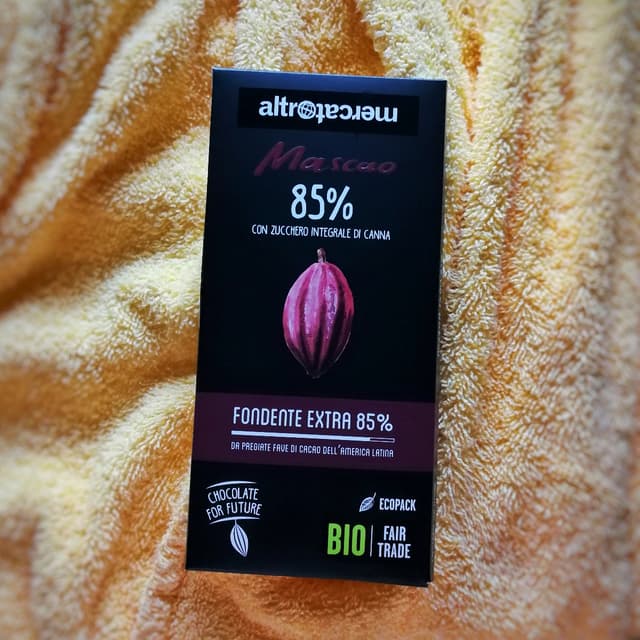 altromercato
Mascao
85%
CON ZUCCHERO INTEGRALE DI CANNA
FONDENTE EXTRA 85%
DA PREGIATE FAVE DI CACAO DELL'AMERICA LATINA
CHOCOLATE
FOR FUTURE
ECOPACK
BIO
FAIR
TRADE